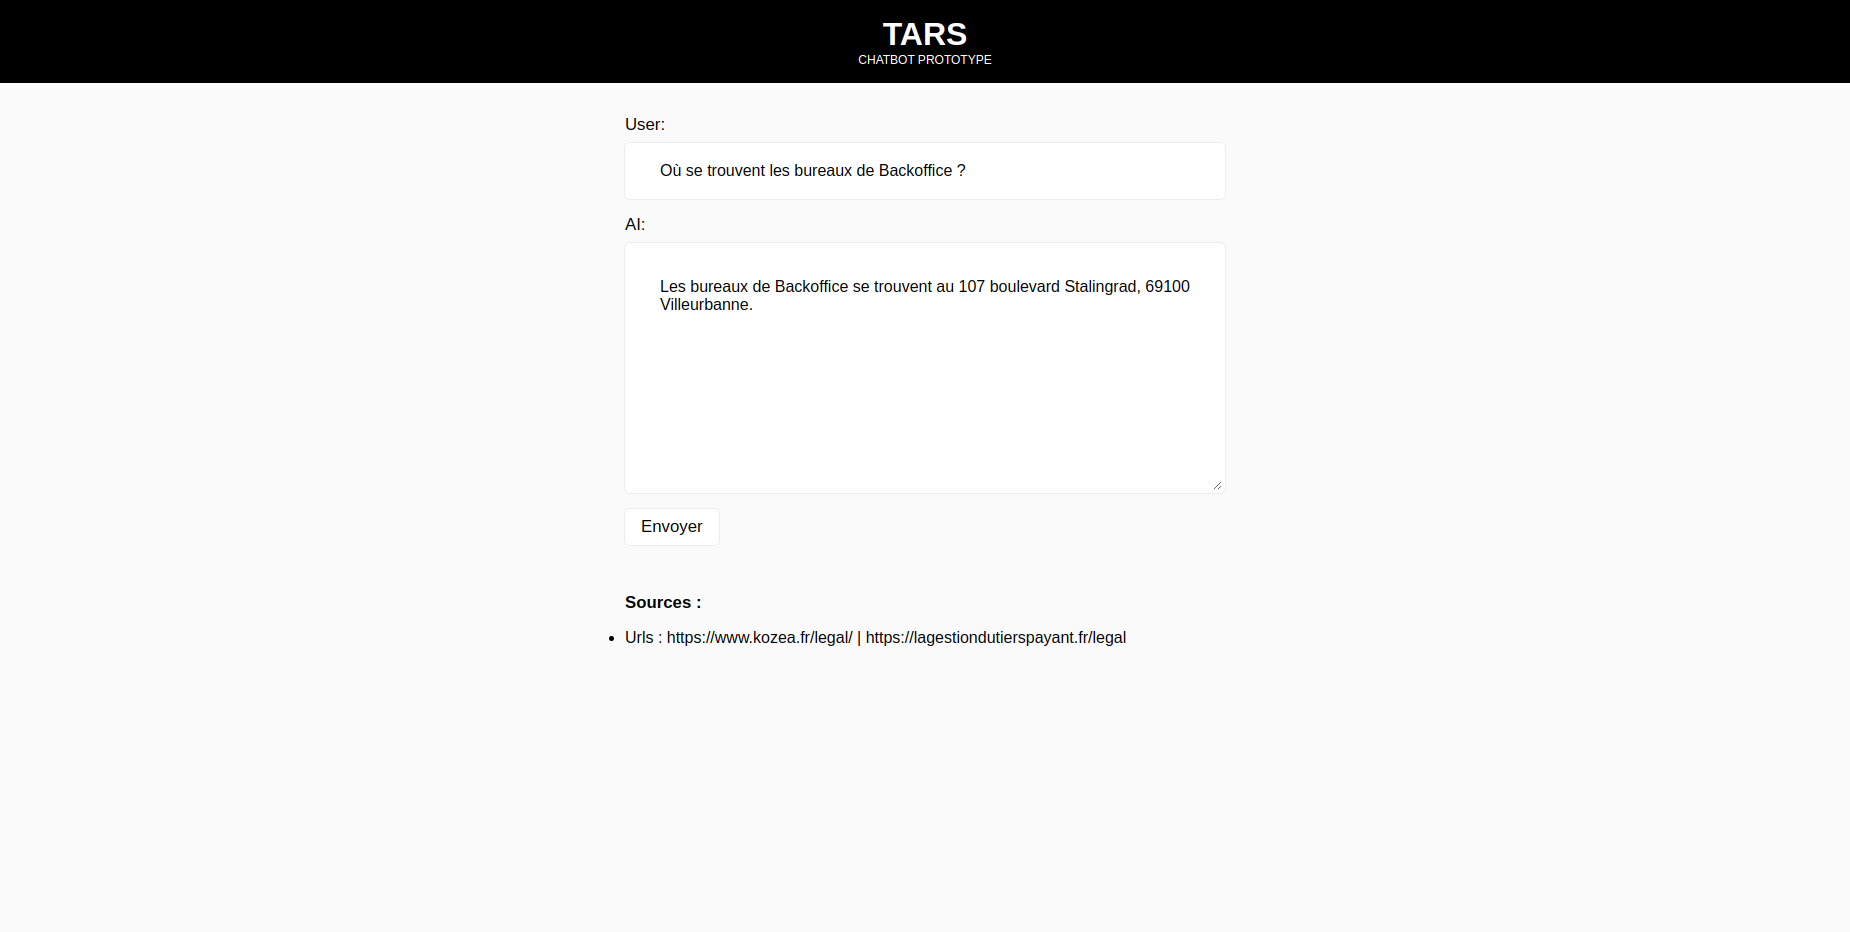 TARS
CHATBOT PROTOTYPE
User:
Où se trouvent les bureaux de Backoffice ?
AI:
Les bureaux de Backoffice se trouvent au 107 boulevard Stalingrad, 69100
Villeurbanne.
Envoyer
Sources :
Urls : https://www.kozea.fr/legal/ | https://lagestiondutierspayant.fr/legal